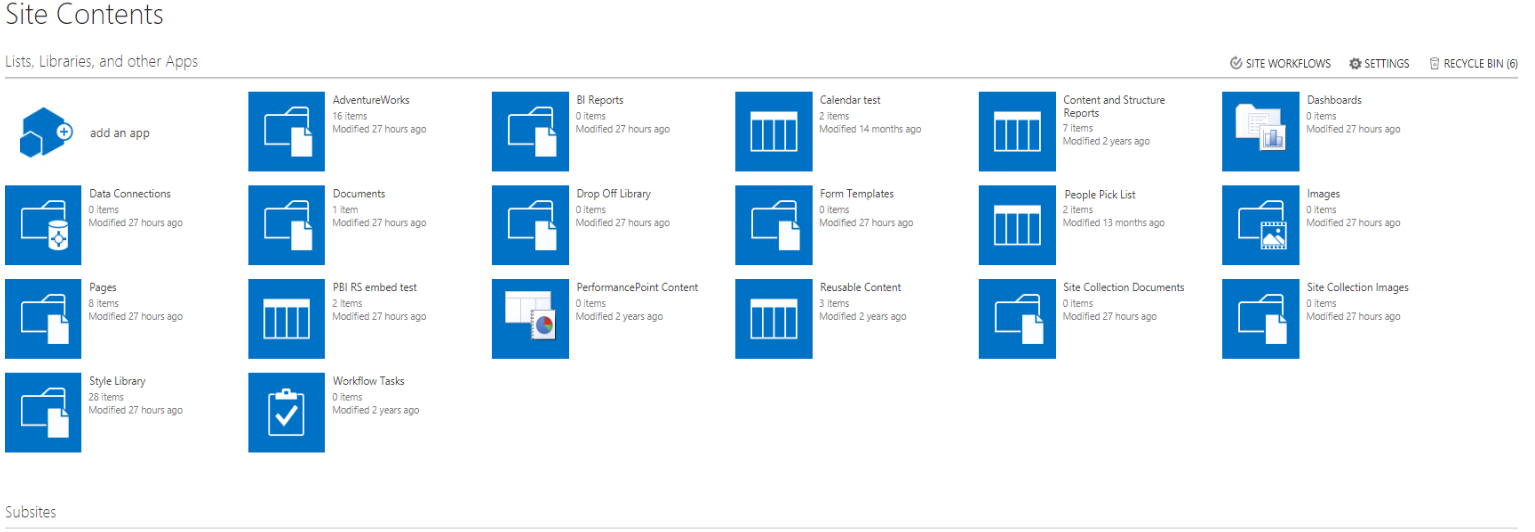 Site Contents
Lists, Libraries, and other Apps
SITE WORKFLOWS
SETTINGS
RECYCLE BIN (6)
add an app
AdventureWorks
16 items
Modified 27 hours ago
BI Reports
0 items
Modified 27 hours ago
Calendar test
2 items
Modified 14 months ago
Content and Structure
Reports
7 items
Modified 2 years ago
Dashboards
0 items
Modified 27 hours ago
Data Connections
0 items
Modified 27 hours ago
Documents
1 item
Modified 27 hours ago
Drop Off Library
0 items
Modified 27 hours ago
Form Templates
0 items
Modified 27 hours ago
People Pick List
2 items
Modified 13 months ago
Images
0 items
Modified 27 hours ago
Pages
8 items
Modified 27 hours ago
PBI RS embed test
2 items
Modified 27 hours ago
PerformancePoint Content
0 items
Modified 2 years ago
Reusable Content
3 items
Modified 2 years ago
Site Collection Documents
0 items
Modified 27 hours ago
Site Collection Images
0 items
Modified 27 hours ago
Style Library
28 items
Modified 27 hours ago
Workflow Tasks
0 items
Modified 2 years ago
Subsites